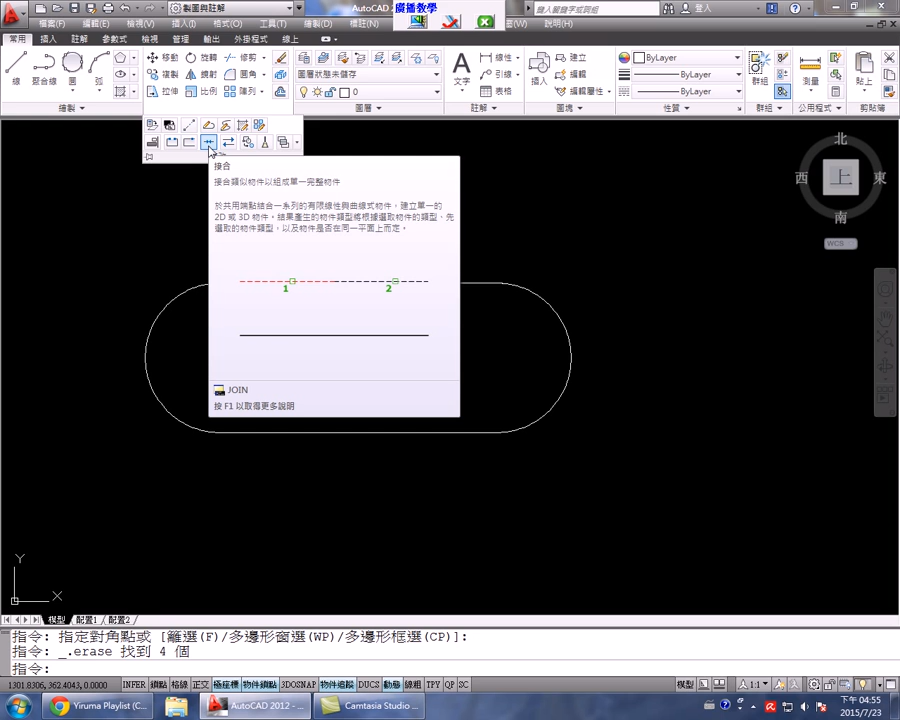 製圖與註解
AutoCAD 2012
廣播教學
鍵入關鍵字或片語
登入
檔案(F) 編輯(E) 檢視(V) 插入(I) 格式(O) 工具(T) 繪製(D) 標註(N) 視窗(W) 說明(H)
常用 插入 註解 參數式 檢視 管理 輸出 外掛程式 線上
線 聚合線 圓 弧
移動 旋轉 修剪
複製 鏡射 圓角
拉伸 比例 陣列
圖層狀態未儲存
0
文字
線性
引線
表格
插入
建立
編輯
編輯屬性
ByLayer
ByLayer
ByLayer
群組
測量
貼上
繪製 圖層 註解 圖塊 性質 群組 公用程式 剪貼簿
接合
接合類似物件以組成單一完整物件
於共用端點結合一系列的有限線性與曲線式物件，建立單一的
2D 或 3D 物件。結果產生的物件類型將根據選取物件的類型、先
選取的物件類型，以及物件是否在同一平面上而定。
1 2
JOIN
按 F1 以取得更多說明
北
西 上 東
南
WCS
Y
X
模型 配置1 配置2
指令: 指定對角點或 [籬選(F)/多邊形窗選(WP)/多邊形框選(CP)]:
指令: _.erase 找到 4 個
指令:
1301.8306, 362.4043, 0.0000 INFER 鎖點 格線 正交 極座標 物件鎖點 3DOSNAP 物件追蹤 DUCS 動態 線粗 TPY QP SC 模型 1:1
Yiruma Playlist (C... AutoCAD 2012 - ... Camtasia Studio ...
下午 04:55
2015/7/23